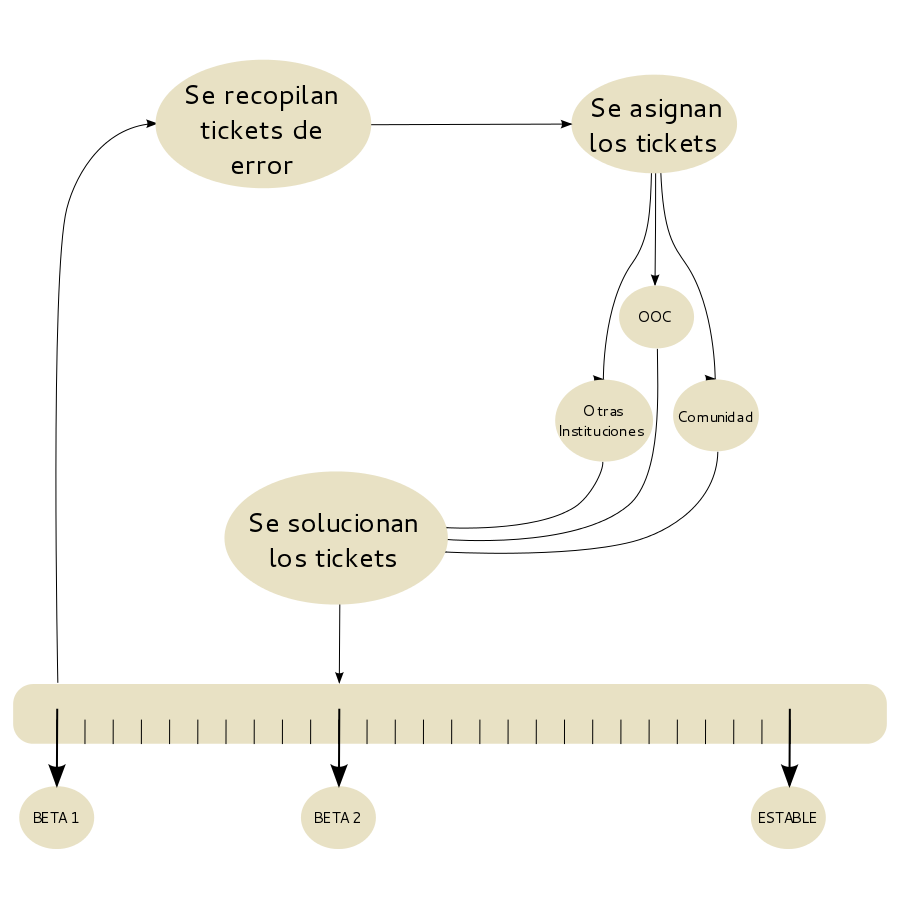 Se recopilan
tickets de
error
Se asignan
los tickets
OOC
Otras
Instituciones
Comunidad
Se solucionan
los tickets
BETA 1
BETA 2
ESTABLE